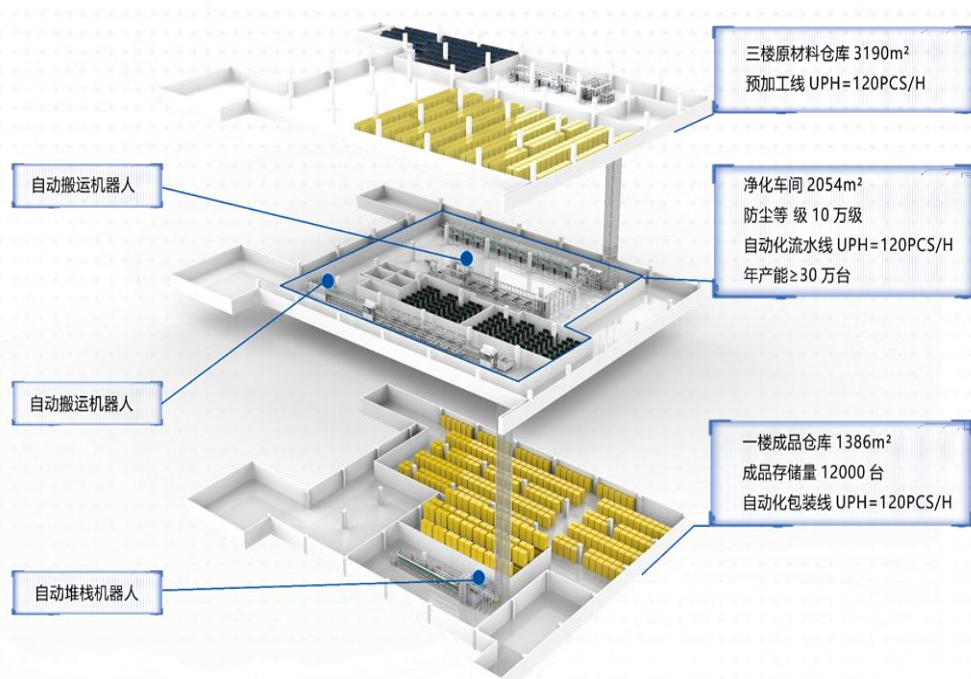 三楼原材料仓库 3190m²
预加工线 UPH=120PCS/H
自动搬运机器人
净化车间 2054m²
防尘等 级 10 万级
自动化流水线 UPH=120PCS/H
年产能≥30 万台
自动搬运机器人
一楼成品仓库 1386m²
成品存储量 12000 台
自动化包装线 UPH=120PCS/H
自动堆栈机器人